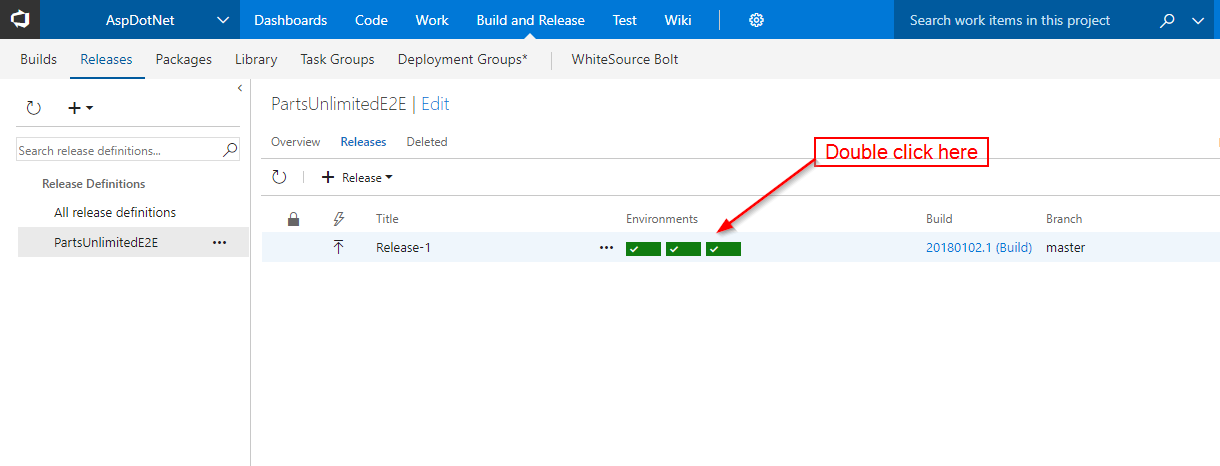 AspDotNet Dashboards Code Work Build and Release Test Wiki Search work items in this project
Builds Releases Packages Library Task Groups Deployment Groups* WhiteSource Bolt
Search release definitions...
Release Definitions
All release definitions
PartsUnlimitedE2E ...
PartsUnlimitedE2E | Edit
Overview Releases Deleted
Double click here
+ Release
Title Environments Build Branch
Release-1 ... 20180102.1 (Build) master